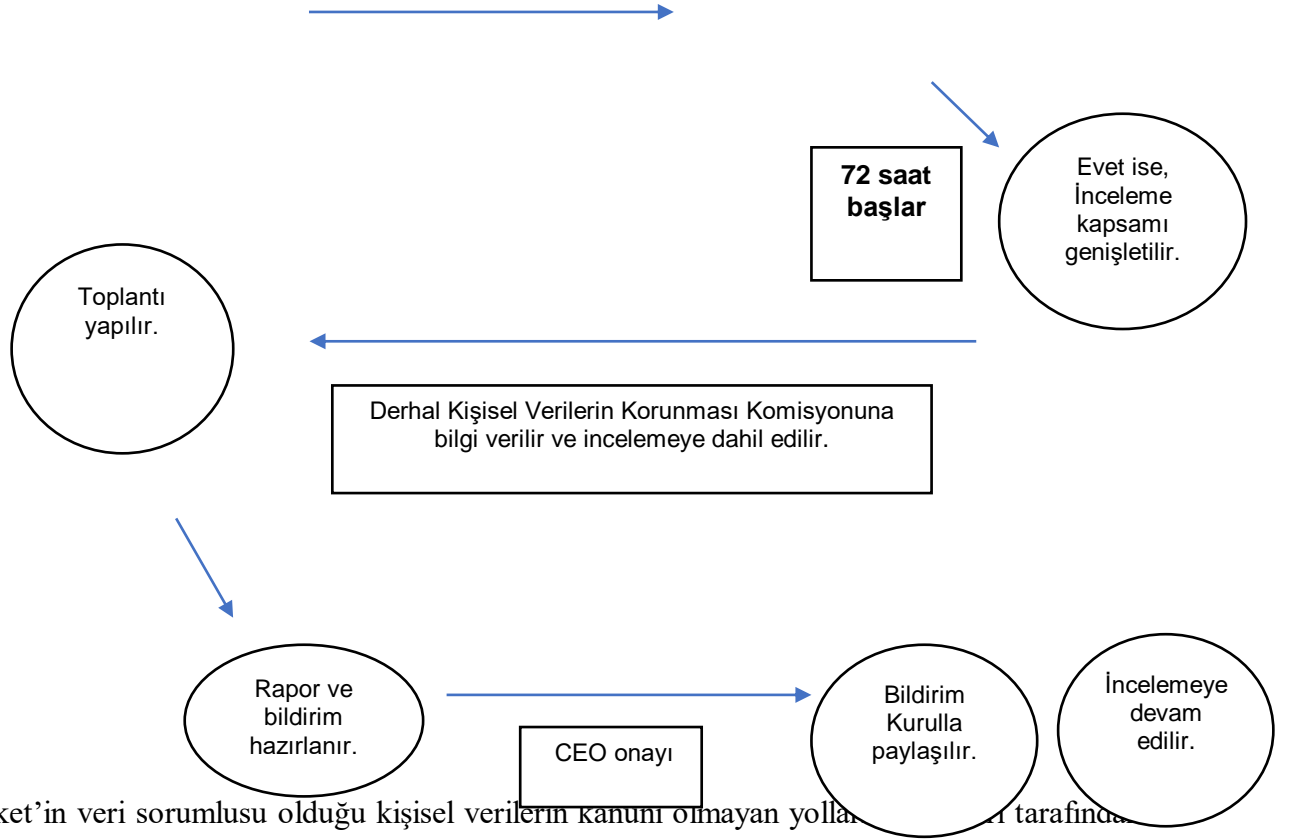 72 saat
başlar
Evet ise,
İnceleme
kapsamı
genişletilir.
Toplantı
yapılır.
Derhal Kişisel Verilerin Korunması Komisyonuna
bilgi verilir ve incelemeye dahil edilir.
Rapor ve
bildirim
hazırlanır.
CEO onayı
Bildirim
Kurulla
paylaşılır.
İncelemeye
devam
edilir.
ket’in veri sorumlusu olduğu kişisel verilerin kanuni olmayan yollar tarafında